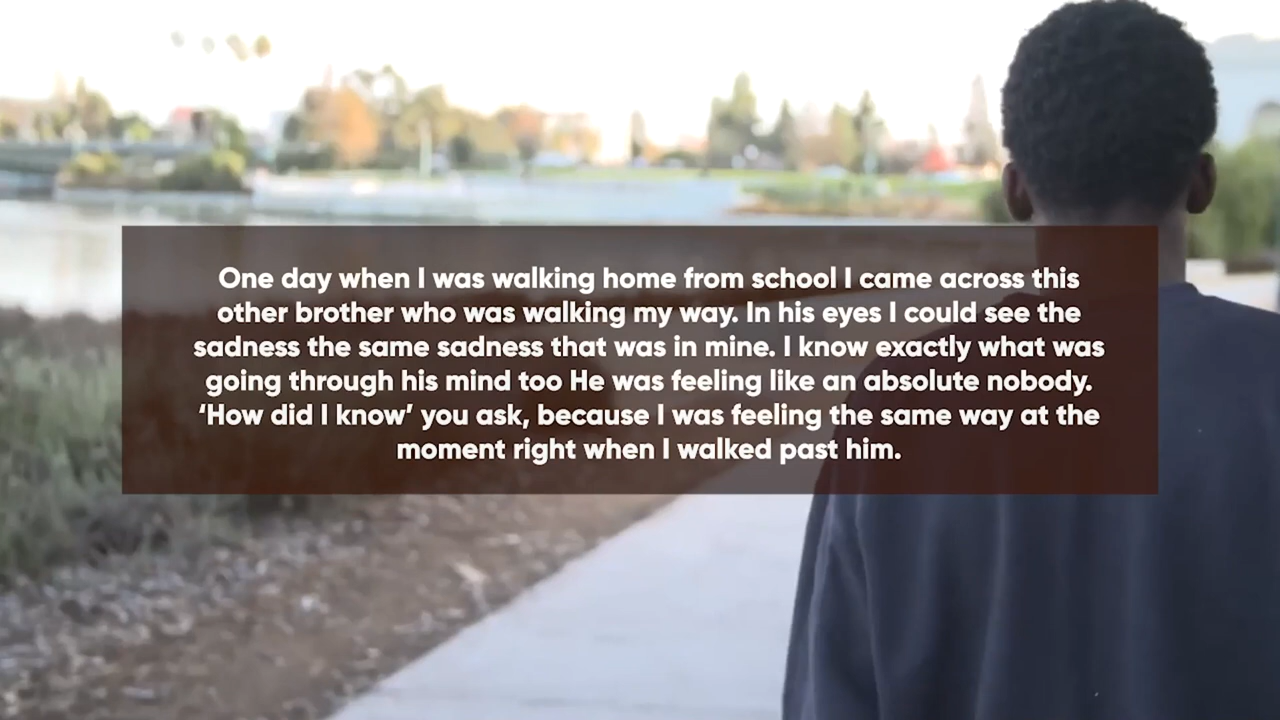 One day when I was walking home from school I came across this
other brother who was walking my way. In his eyes I could see the
sadness the same sadness that was in mine. I know exactly what was
going through his mind too He was feeling like an absolute nobody.
‘How did I know’ you ask, because I was feeling the same way at the
moment right when I walked past him.